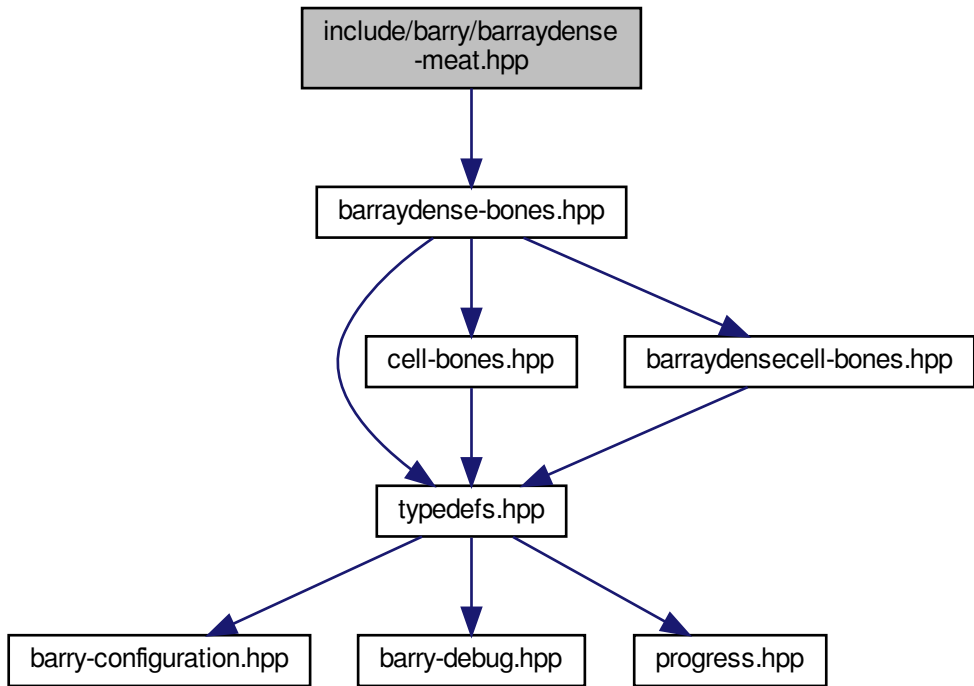 include/barry/barraydense
-meat.hpp
barraydense-bones.hpp
cell-bones.hpp
barraydensecell-bones.hpp
typedefs.hpp
barry-configuration.hpp
barry-debug.hpp
progress.hpp